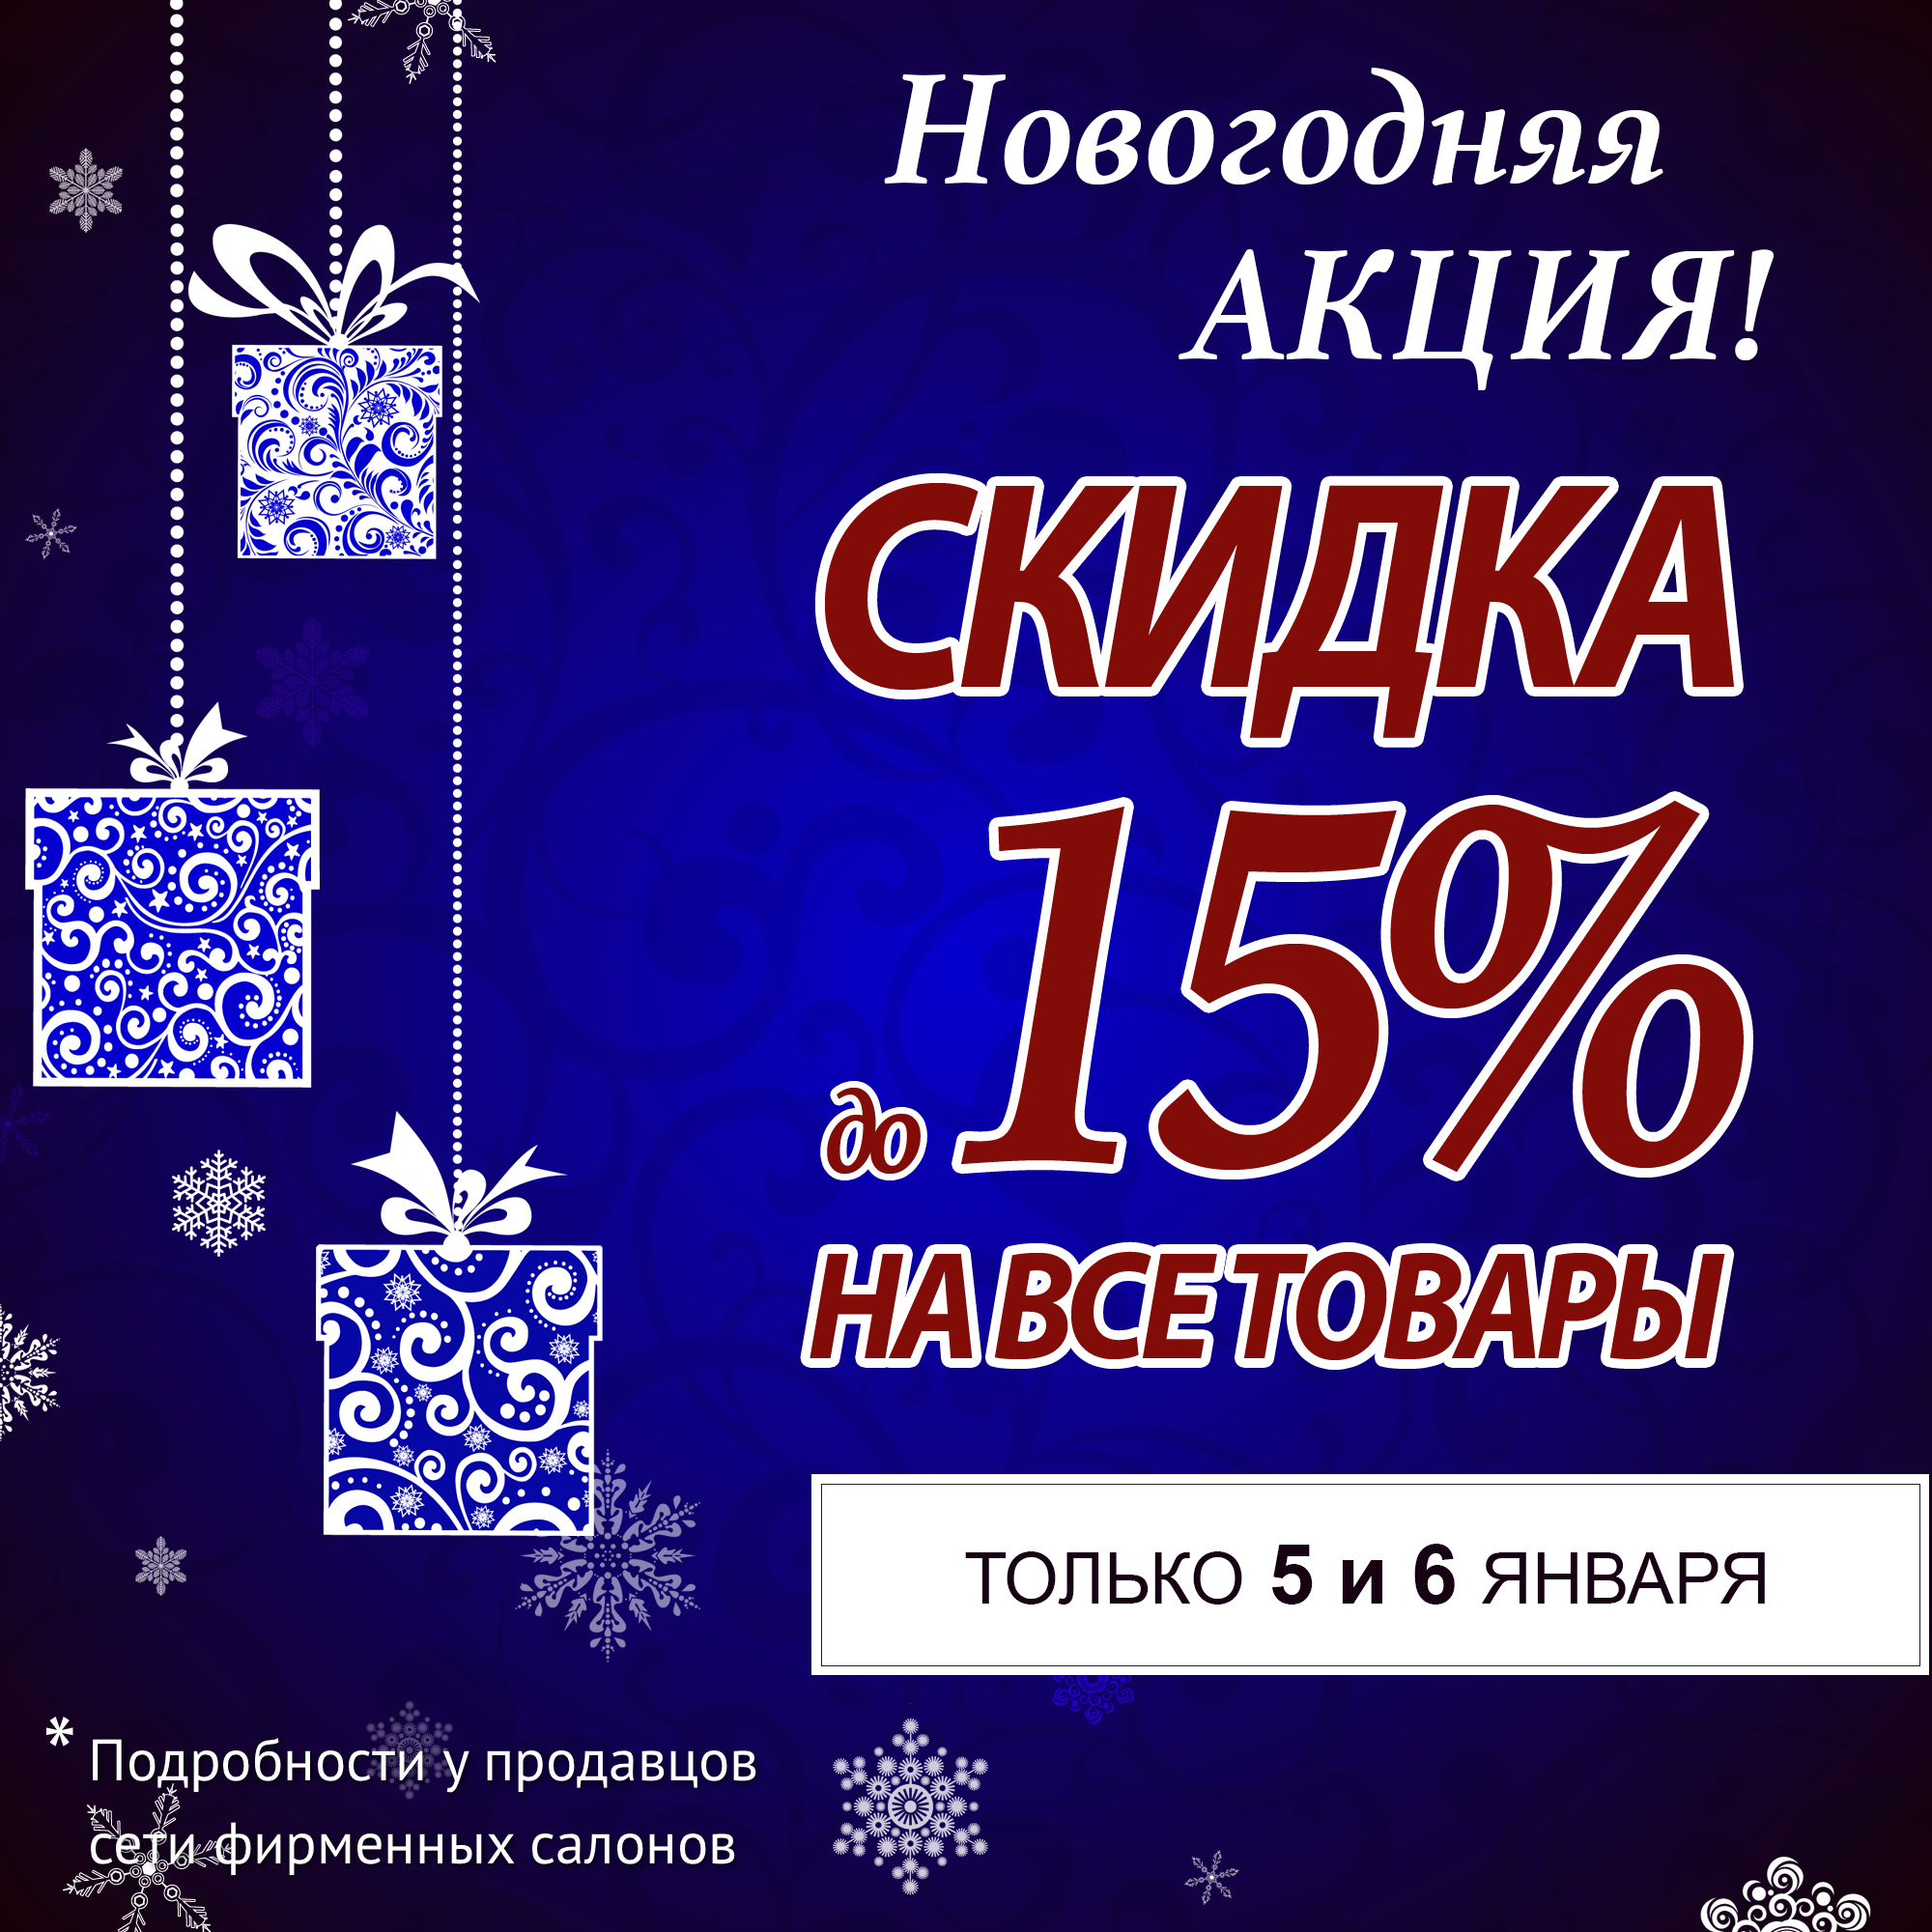 Новогодняя
АКЦИЯ!
СКИДКА
до 15%
НА ВСЕ ТОВАРЫ
ТОЛЬКО 5 и 6 ЯНВАРЯ
* Подробности у продавцов
сети фирменных салонов